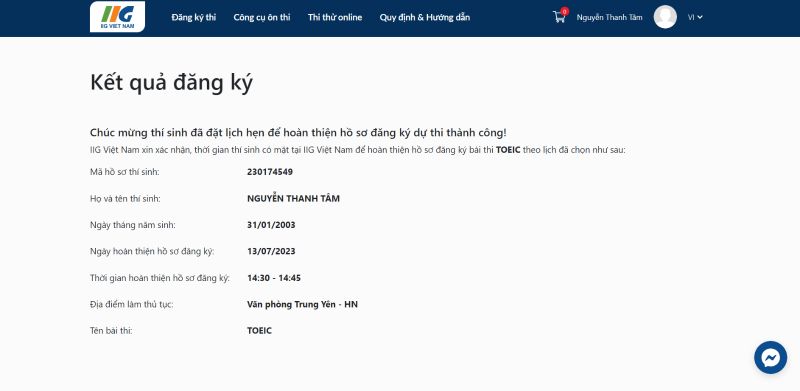 IIG
IIG VIET NAM
Đăng ký thi
Công cụ ôn thi
Thi thử online
Quy định & Hướng dẫn
0
Nguyễn Thanh Tâm
VI
Kết quả đăng ký
Chúc mừng thí sinh đã đặt lịch hẹn để hoàn thiện hồ sơ đăng ký dự thi thành công!
IIG Việt Nam xin xác nhận, thời gian thí sinh có mặt tại IIG Việt Nam để hoàn thiện hồ sơ đăng ký bài thi TOEIC theo lịch đã chọn như sau:
Mã hồ sơ thí sinh: 230174549
Họ và tên thí sinh: NGUYỄN THANH TÂM
Ngày tháng năm sinh: 31/01/2003
Ngày hoàn thiện hồ sơ đăng ký: 13/07/2023
Thời gian hoàn thiện hồ sơ đăng ký: 14:30 - 14:45
Địa điểm làm thủ tục: Văn phòng Trung Yên - HN
Tên bài thi: TOEIC